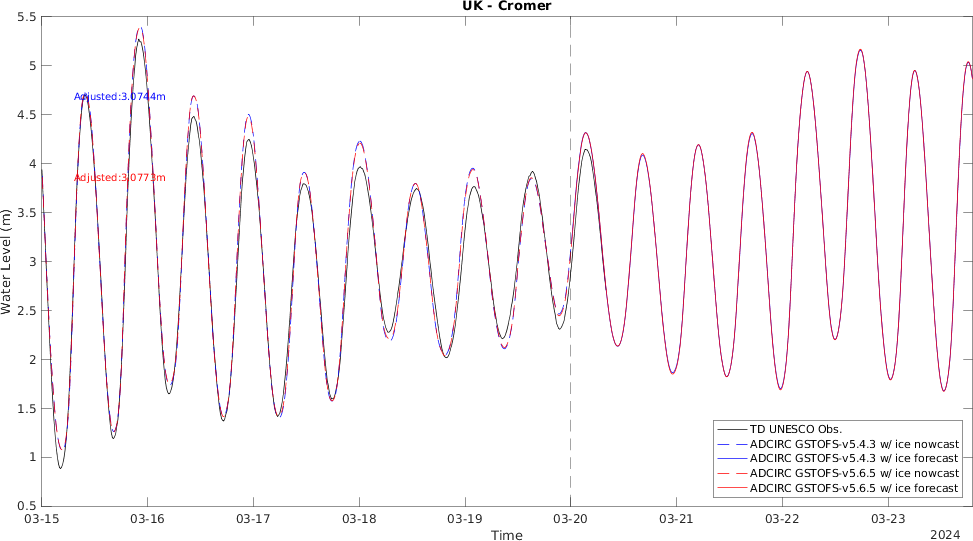 UK - Cromer
5.5
5
4.5
4
3.5
3
2.5
2
1.5
1
0.5
Water Level (m)
Adjusted:3.0744m
Adjusted:3.0773m
TD UNESCO Obs.
ADCIRC GSTOFS-v5.4.3 w/ ice nowcast
ADCIRC GSTOFS-v5.4.3 w/ ice forecast
ADCIRC GSTOFS-v5.6.5 w/ ice nowcast
ADCIRC GSTOFS-v5.6.5 w/ ice forecast
03-15 03-16 03-17 03-18 03-19 03-20 03-21 03-22 03-23
Time
2024